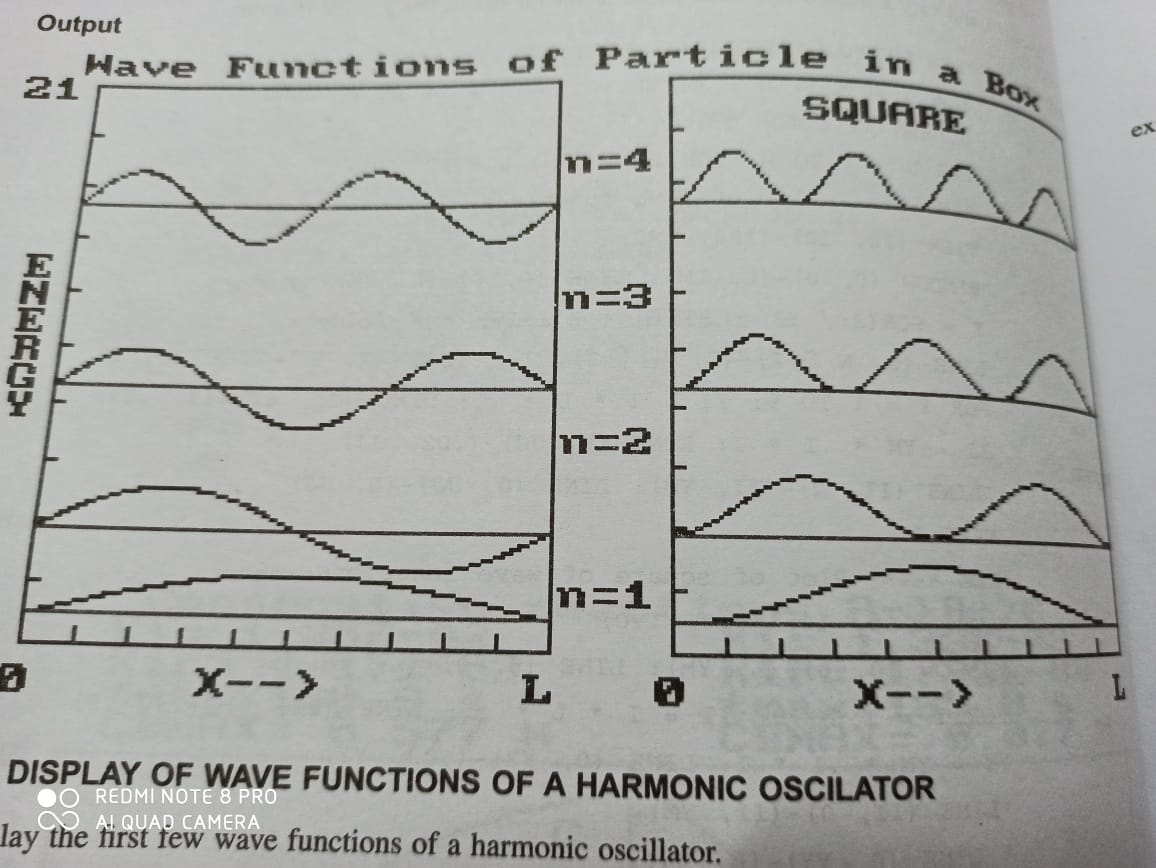 Output
Wave Functions of Particle in a Box
21
SQUARE
n=4
ENERGY
n=3
n=2
n=1
0 X--> L 0 X--> L
DISPLAY OF WAVE FUNCTIONS OF A HARMONIC OSCILATOR
lay the first few wave functions of a harmonic oscillator.
ex
REDMI NOTE 8 PRO
AI QUAD CAMERA